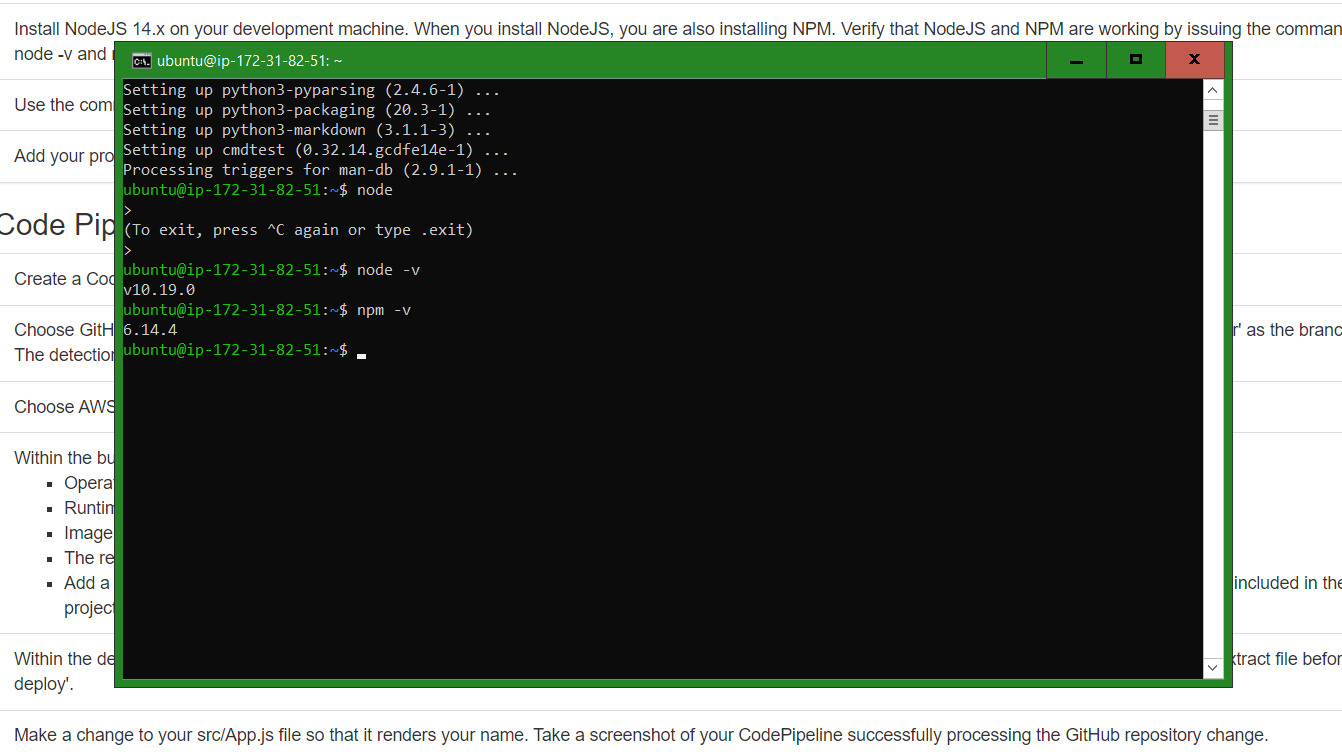 Install NodeJS 14.x on your development machine. When you install NodeJS, you are also installing NPM. Verify that NodeJS and NPM are working by issuing the
node -v and
ubuntu@ip-172-31-82-51: ~
Use the
Add your
Setting up python3-pyparsing (2.4.6-1) ...
Setting up python3-packaging (20.3-1) ...
Setting up python3-markdown (3.1.1-3) ...
Setting up cmdtest (0.32.14.gcdfe14e-1) ...
Processing triggers for man-db (2.9.1-1) ...
ubuntu@ip-172-31-82-51:~$ node
>
(To exit, press ^C again or type .exit)
>
ubuntu@ip-172-31-82-51:~$ node -v
v10.19.0
ubuntu@ip-172-31-82-51:~$ npm -v
6.14.4
ubuntu@ip-172-31-82-51:~$
Code Pip
Create a
Choose GitH r' as the branc
The detection
Choose AWS
Within the bu
Opera
Runtim
Image
The re
Add a included in the
project
Within the de xtract file befor
deploy'.
Make a change to your src/App.js file so that it renders your name. Take a screenshot of your CodePipeline successfully processing the GitHub repository change.